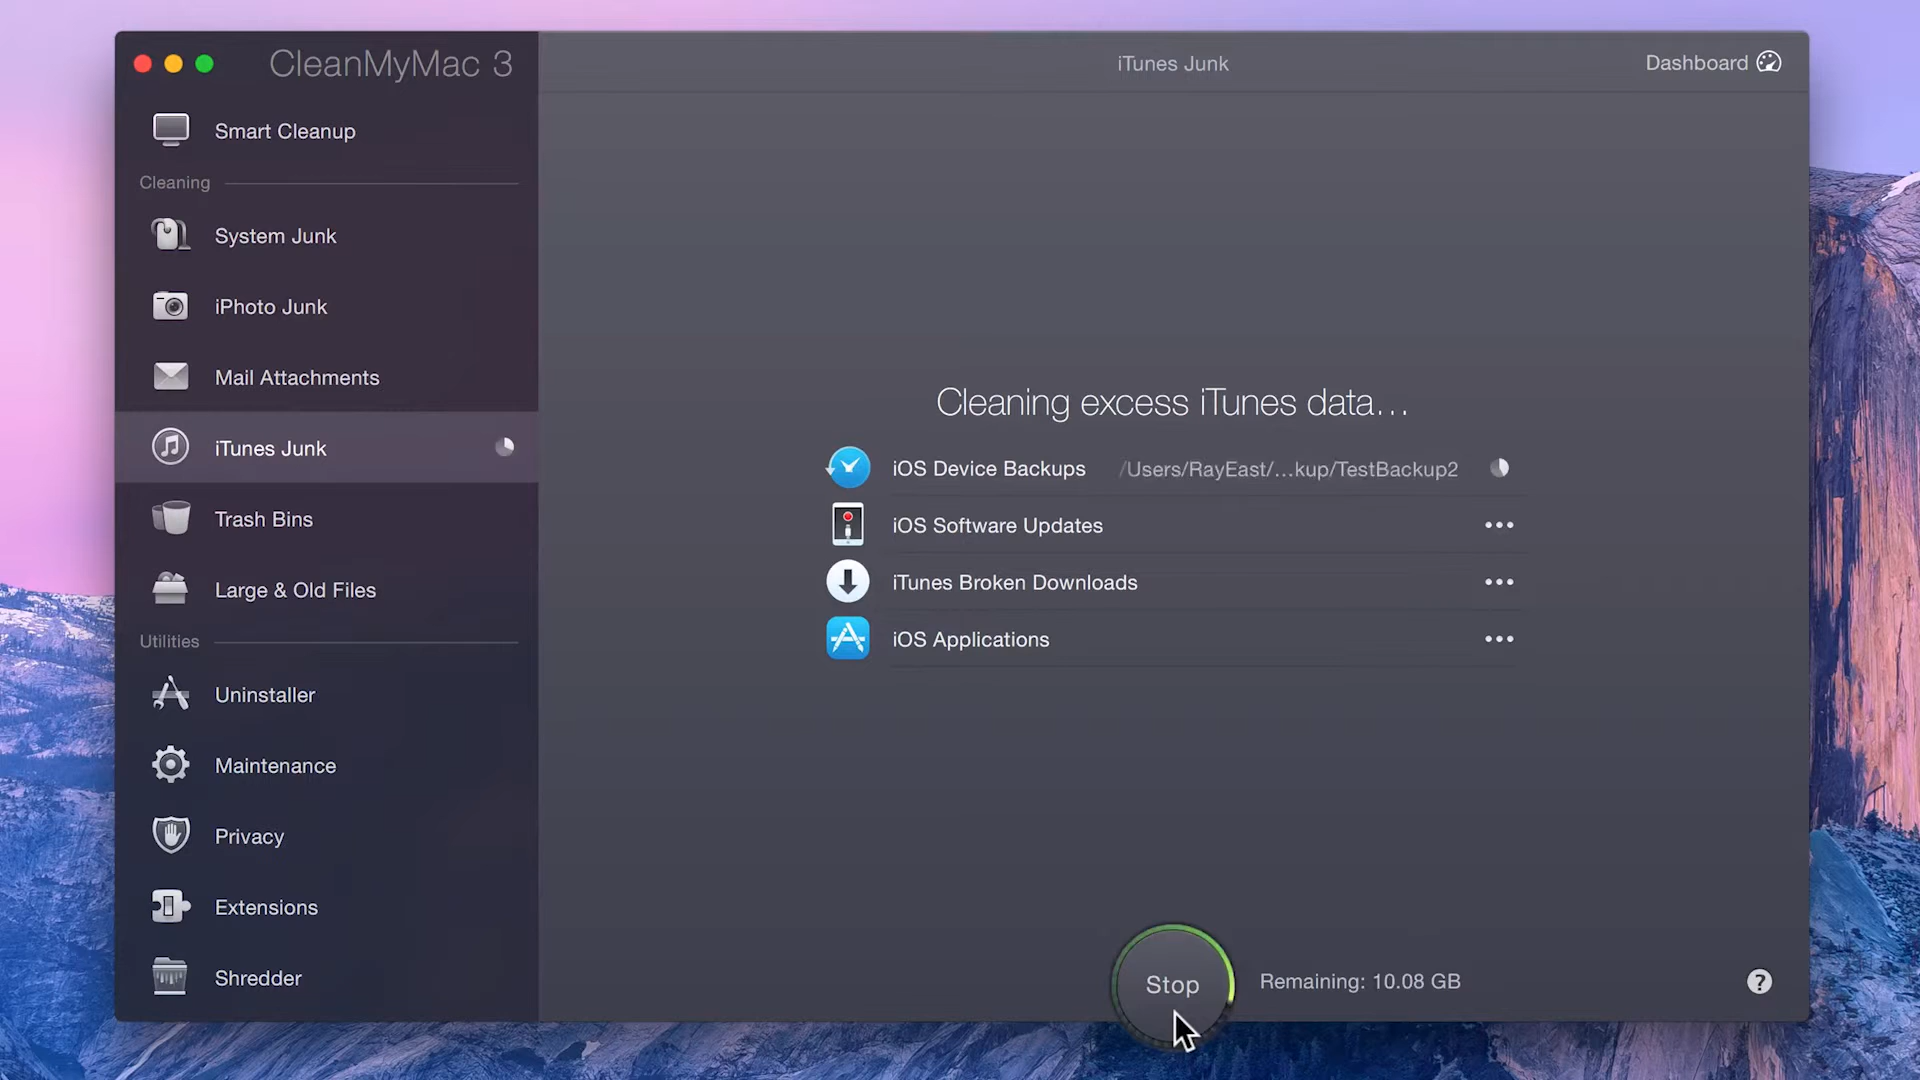 CleanMyMac 3
iTunes Junk
Dashboard
Smart Cleanup
Cleaning
System Junk
iPhoto Junk
Mail Attachments
iTunes Junk
Trash Bins
Large & Old Files
Utilities
Uninstaller
Maintenance
Privacy
Extensions
Shredder
Cleaning excess iTunes data...
iOS Device Backups /Users/RayEast/...kup/TestBackup2
iOS Software Updates
iTunes Broken Downloads
iOS Applications
Stop
Remaining: 10.08 GB
?